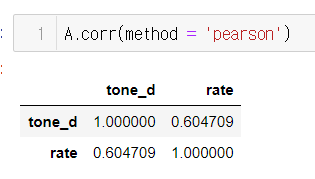 :
1 A.corr(method = 'pearson')
:
tone_d rate
tone_d 1.000000 0.604709
rate 0.604709 1.000000